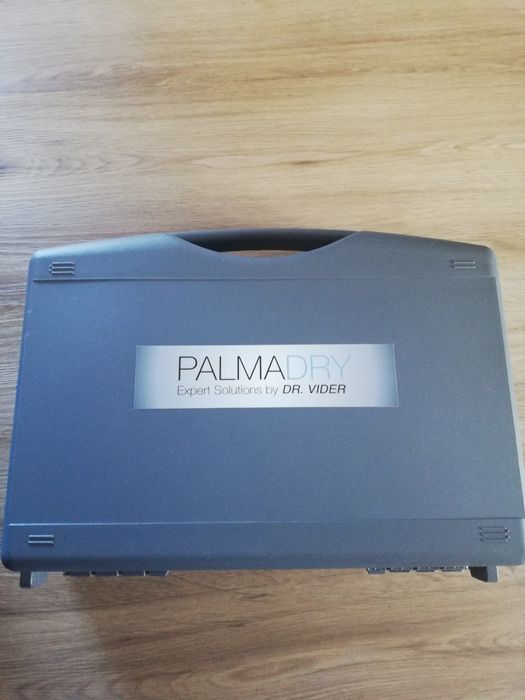 PALMADRY
Expert Solutions by DR. VIDER